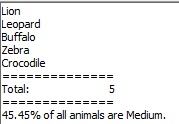 Lion
Leopard
Buffalo
Zebra
Crocodile
===============
Total: 5
===============
45.45% of all animals are Medium.